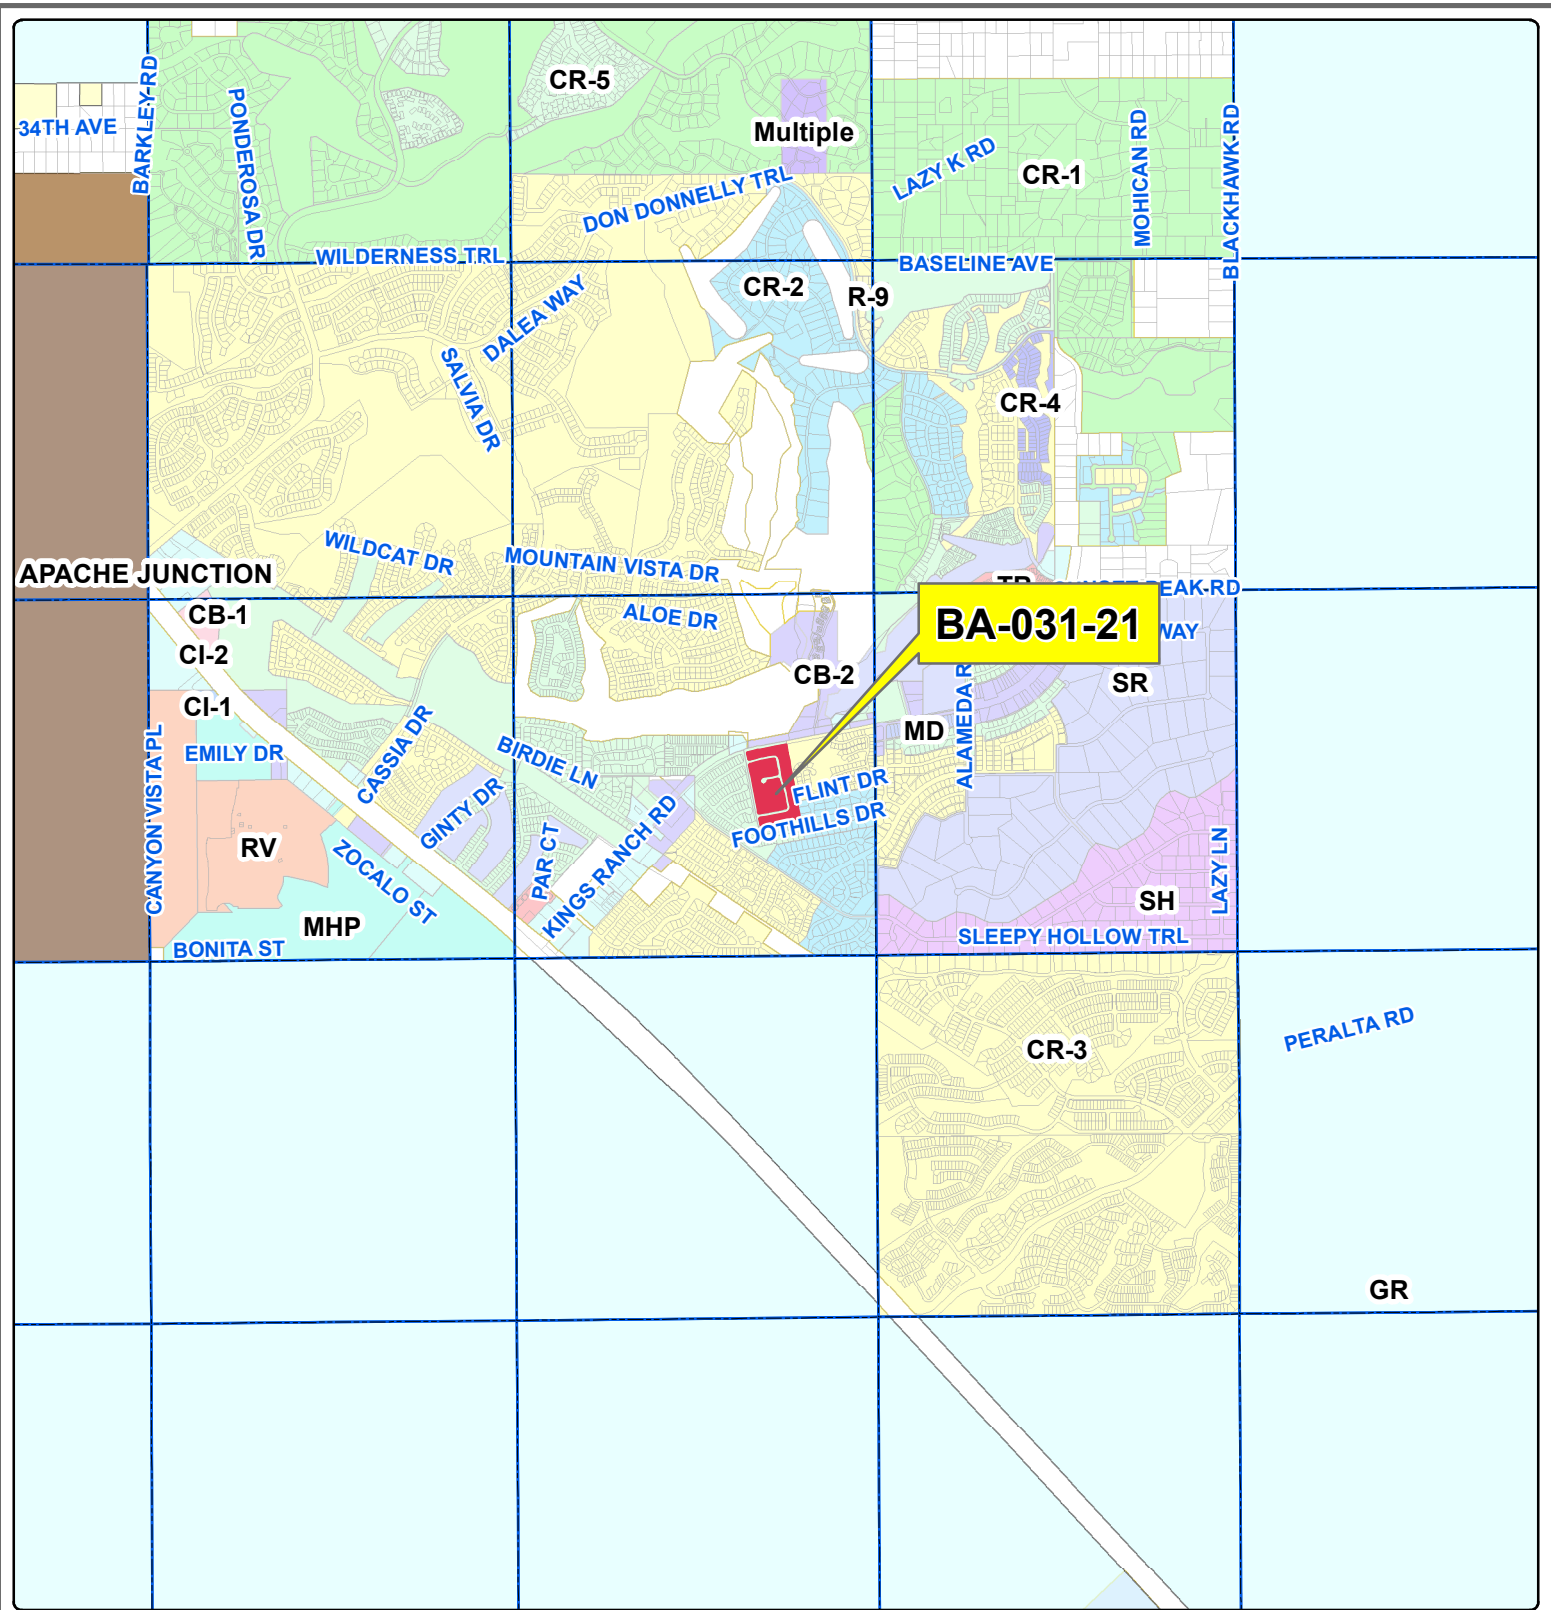 CR-5
Multiple
34TH AVE
BARKLEY RD
PONDEROSA DR
LAZY K RD
MOHICAN RD
BLACKHAWK RD
CR-1
DON DONNELLY TRL
WILDERNESS TRL
BASELINE AVE
CR-2
R-9
DALEA WAY
SALVIA DR
CR-4
WILDCAT DR
MOUNTAIN VISTA DR
APACHE JUNCTION
PEAK RD
CB-1
ALOE DR
BA-031-21
WAY
CI-2
CB-2
SR
CI-1
MD
ALAMEDA R
EMILY DR
CANYON VISTA PL
CASSIA DR
BIRDIE LN
FLINT DR
GINTY DR
FOOTHILLS DR
RV
ZOCALO ST
PAR CT
KINGS RANCH RD
LAZY LN
SH
MHP
BONITA ST
SLEEPY HOLLOW TRL
PERALTA RD
CR-3
GR